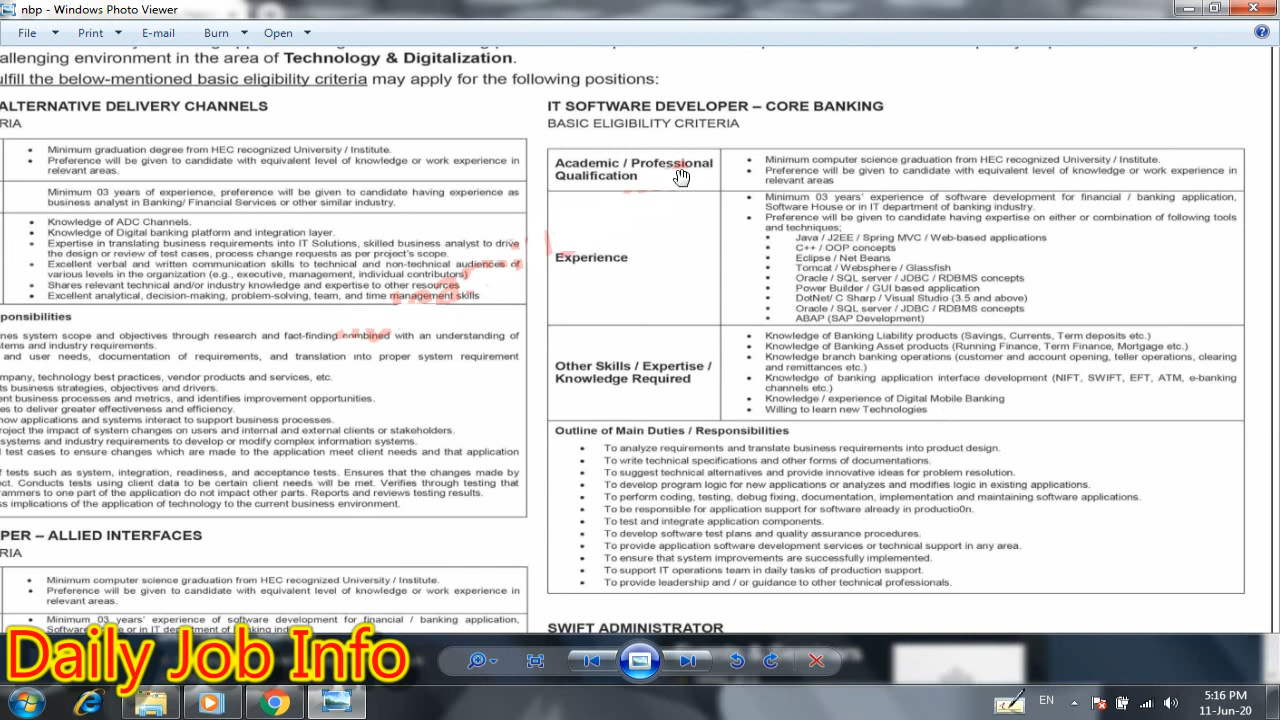 nbp - Windows Photo Viewer
File Print E-mail Burn Open
allenging environment in the area of Technology & Digitalization.
ulfill the below-mentioned basic eligibility criteria may apply for the following positions:
ALTERNATIVE DELIVERY CHANNELS
RIA
Minimum graduation degree from HEC recognized University / Institute.
Preference will be given to candidate with equivalent level of knowledge or work experience in
relevant areas.
Minimum 03 years of experience, preference will be given to candidate having experience as
business analyst in Banking/ Financial Services or other similar industry.
Knowledge of ADC Channels.
Knowledge of Digital banking platform and integration layer.
Expertise in translating business requirements into IT Solutions, skilled business analyst to drive
the design or review of test cases, process change requests as per project's scope.
Excellent verbal and written communication skills to technical and non-technical audiences of
various levels in the organization (e.g., executive, management, individual contributors)
Shares relevant technical and/or industry knowledge and expertise to other resources
Excellent analytical, decision-making, problem-solving, team, and time management skills
sponsibilities
ines system scope and objectives through research and fact-finding combined with an understanding of
stems and industry requirements.
and user needs, documentation of requirements, and translation into proper system requirement
ompany, technology best practices, vendor products and services, etc.
ts business strategies, objectives and drivers.
ent business processes and metrics, and identifies improvement opportunities.
es to deliver greater effectiveness and efficiency.
how applications and systems interact to support business processes.
roject the impact of system changes on users and internal and external clients or stakeholders.
systems and industry requirements to develop or modify complex information systems.
l test cases to ensure changes which are made to the application meet client needs and that application
f tests such as system, integration, readiness, and acceptance tests. Ensures that the changes made by
ect. Conducts tests using client data to be certain client needs will be met. Verifies through testing that
rammers to one part of the application do not impact other parts. Reports and reviews testing results.
ss implications of the application of technology to the current business environment.
PER – ALLIED INTERFACES
RIA
Minimum computer science graduation from HEC recognized University / Institute.
Preference will be given to candidate with equivalent level of knowledge or work experience in
relevant areas.
Minimum 03 years' experience of software development for financial / banking application,
IT SOFTWARE DEVELOPER – CORE BANKING
BASIC ELIGIBILITY CRITERIA
Academic / Professional
Qualification
Minimum computer science graduation from HEC recognized University / Institute.
Preference will be given to candidate with equivalent level of knowledge or work experience in
relevant areas
Experience
Minimum 03 years' experience of software development for financial / banking application,
Software House or in IT department of banking industry.
Preference will be given to candidate having expertise on either or combination of following tools
and techniques;
Java / J2EE / Spring MVC / Web-based applications
C++ / OOP concepts
Eclipse / Net Beans
Tomcat / Websphere / Glassfish
Oracle / SQL server / JDBC / RDBMS concepts
Power Builder / GUI based application
DotNet/ C Sharp / Visual Studio (3.5 and above)
Oracle / SQL server / JDBC / RDBMS concepts
ABAP (SAP Development)
Other Skills / Expertise /
Knowledge Required
Knowledge of Banking Liability products (Savings, Currents, Term deposits etc.)
Knowledge of Banking Asset products (Running Finance, Term Finance, Mortgage etc.)
Knowledge branch banking operations (customer and account opening, teller operations, clearing
and remittances etc.)
Knowledge of banking application interface development (NIFT, SWIFT, EFT, ATM, e-banking
channels etc.)
Knowledge / experience of Digital Mobile Banking
Willing to learn new Technologies
Outline of Main Duties / Responsibilities
To analyze requirements and translate business requirements into product design.
To write technical specifications and other forms of documentations.
To suggest technical alternatives and provide innovative ideas for problem resolution.
To develop program logic for new applications or analyzes and modifies logic in existing applications.
To perform coding, testing, debug fixing, documentation, implementation and maintaining software applications.
To be responsible for application support for software already in productio0n.
To test and integrate application components.
To develop software test plans and quality assurance procedures.
To provide application software development services or technical support in any area.
To ensure that system improvements are successfully implemented.
To support IT operations team in daily tasks of production support.
To provide leadership and / or guidance to other technical professionals.
SWIFT ADMINISTRATOR
Daily Job Info
EN
5:16 PM
11-Jun-20